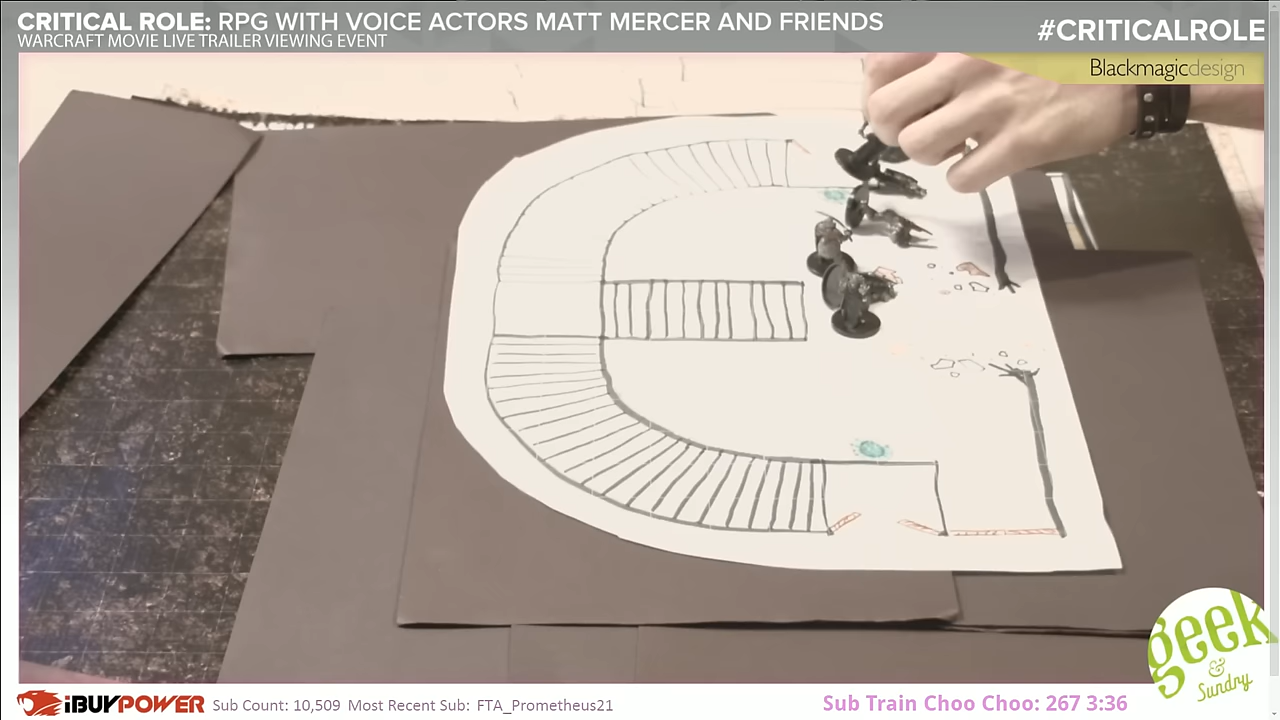 CRITICAL ROLE: RPG WITH VOICE ACTORS MATT MERCER AND FRIENDS
WARCRAFT MOVIE LIVE TRAILER VIEWING EVENT
#CRITICALROLE
Blackmagicdesign
geek
&
Sundry
iBUYPOWER
Sub Count: 10,509 Most Recent Sub: FTA_Prometheus21
Sub Train Choo Choo: 267 3:36